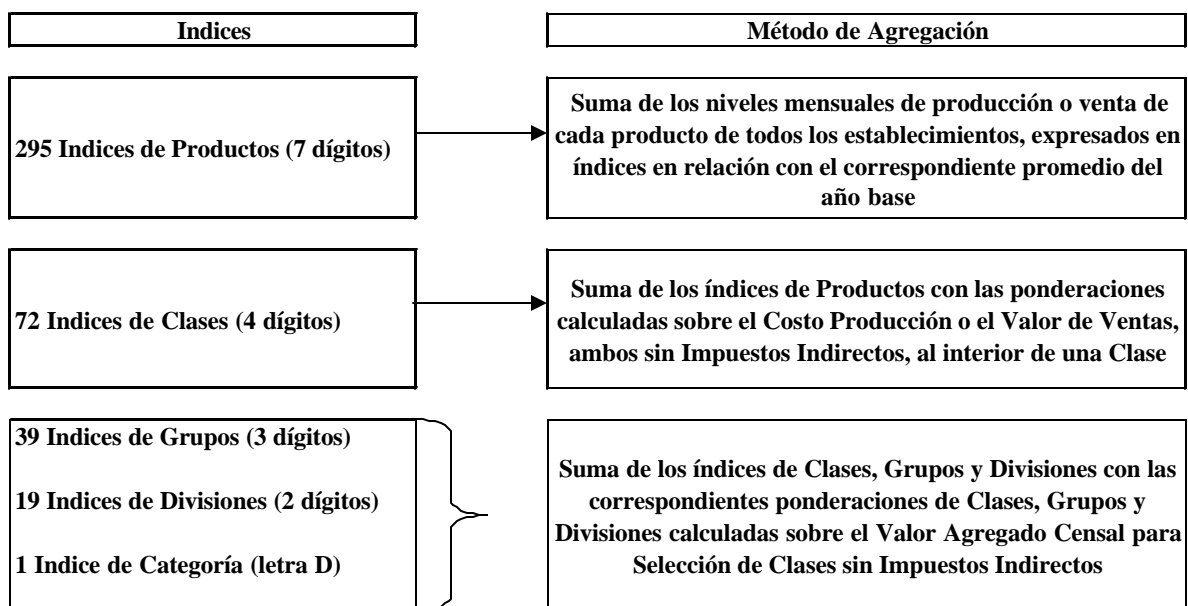 Indices
Método de Agregación
295 Indices de Productos (7 dígitos)
Suma de los niveles mensuales de producción o venta de
cada producto de todos los establecimientos, expresados en
índices en relación con el correspondiente promedio del
año base
72 Indices de Clases (4 dígitos)
Suma de los índices de Productos con las ponderaciones
calculadas sobre el Costo Producción o el Valor de Ventas,
ambos sin Impuestos Indirectos, al interior de una Clase
39 Indices de Grupos (3 dígitos)
19 Indices de Divisiones (2 dígitos)
1 Indice de Categoría (letra D)
Suma de los índices de Clases, Grupos y Divisiones con las
correspondientes ponderaciones de Clases, Grupos y
Divisiones calculadas sobre el Valor Agregado Censal para
Selección de Clases sin Impuestos Indirectos